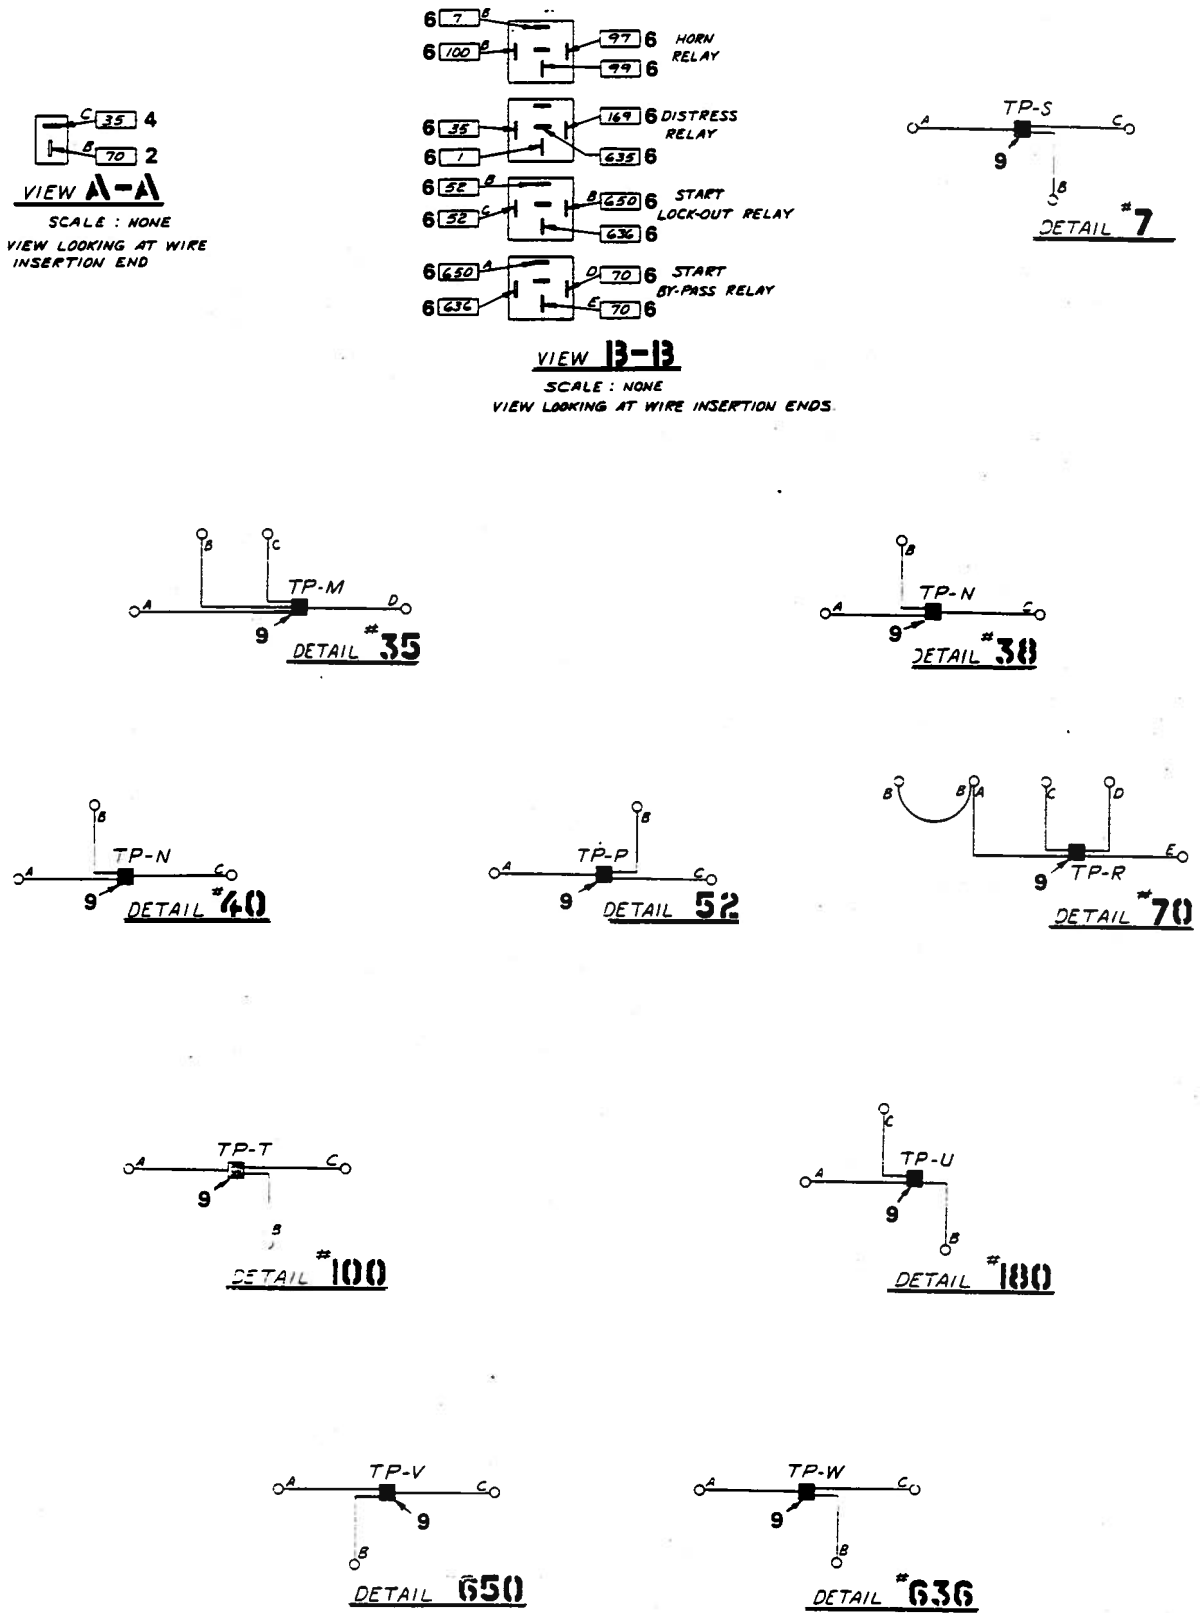 C 35 4
B 70 2
VIEW A-A
SCALE : NONE
VIEW LOOKING AT WIRE
INSERTION END
6 7 B
6 100 B
97 6 HORN
RELAY
99 6
6 35
169 6 DISTRESS
RELAY
6 1
635 6
6 52 B
B 650 6 START
LOCK-OUT RELAY
6 52 C
636 6
6 650 A
D 70 6 START
BY-PASS RELAY
6 636
E 70 6
VIEW B-B
SCALE : NONE
VIEW LOOKING AT WIRE INSERTION ENDS.
TP-S
A C
9
B
DETAIL #7
B C
TP-M
A D
9
DETAIL #35
B
TP-N
A C
9
DETAIL #38
B
TP-N
A C
9
DETAIL #40
B
TP-P
A C
9
DETAIL 52
B B A C D
E
9 TP-R
DETAIL #70
TP-T
A C
9
B
DETAIL #100
C
TP-U
A
9
B
DETAIL #180
TP-V
A C
9
B
DETAIL 650
TP-W
A C
9
B
DETAIL #636